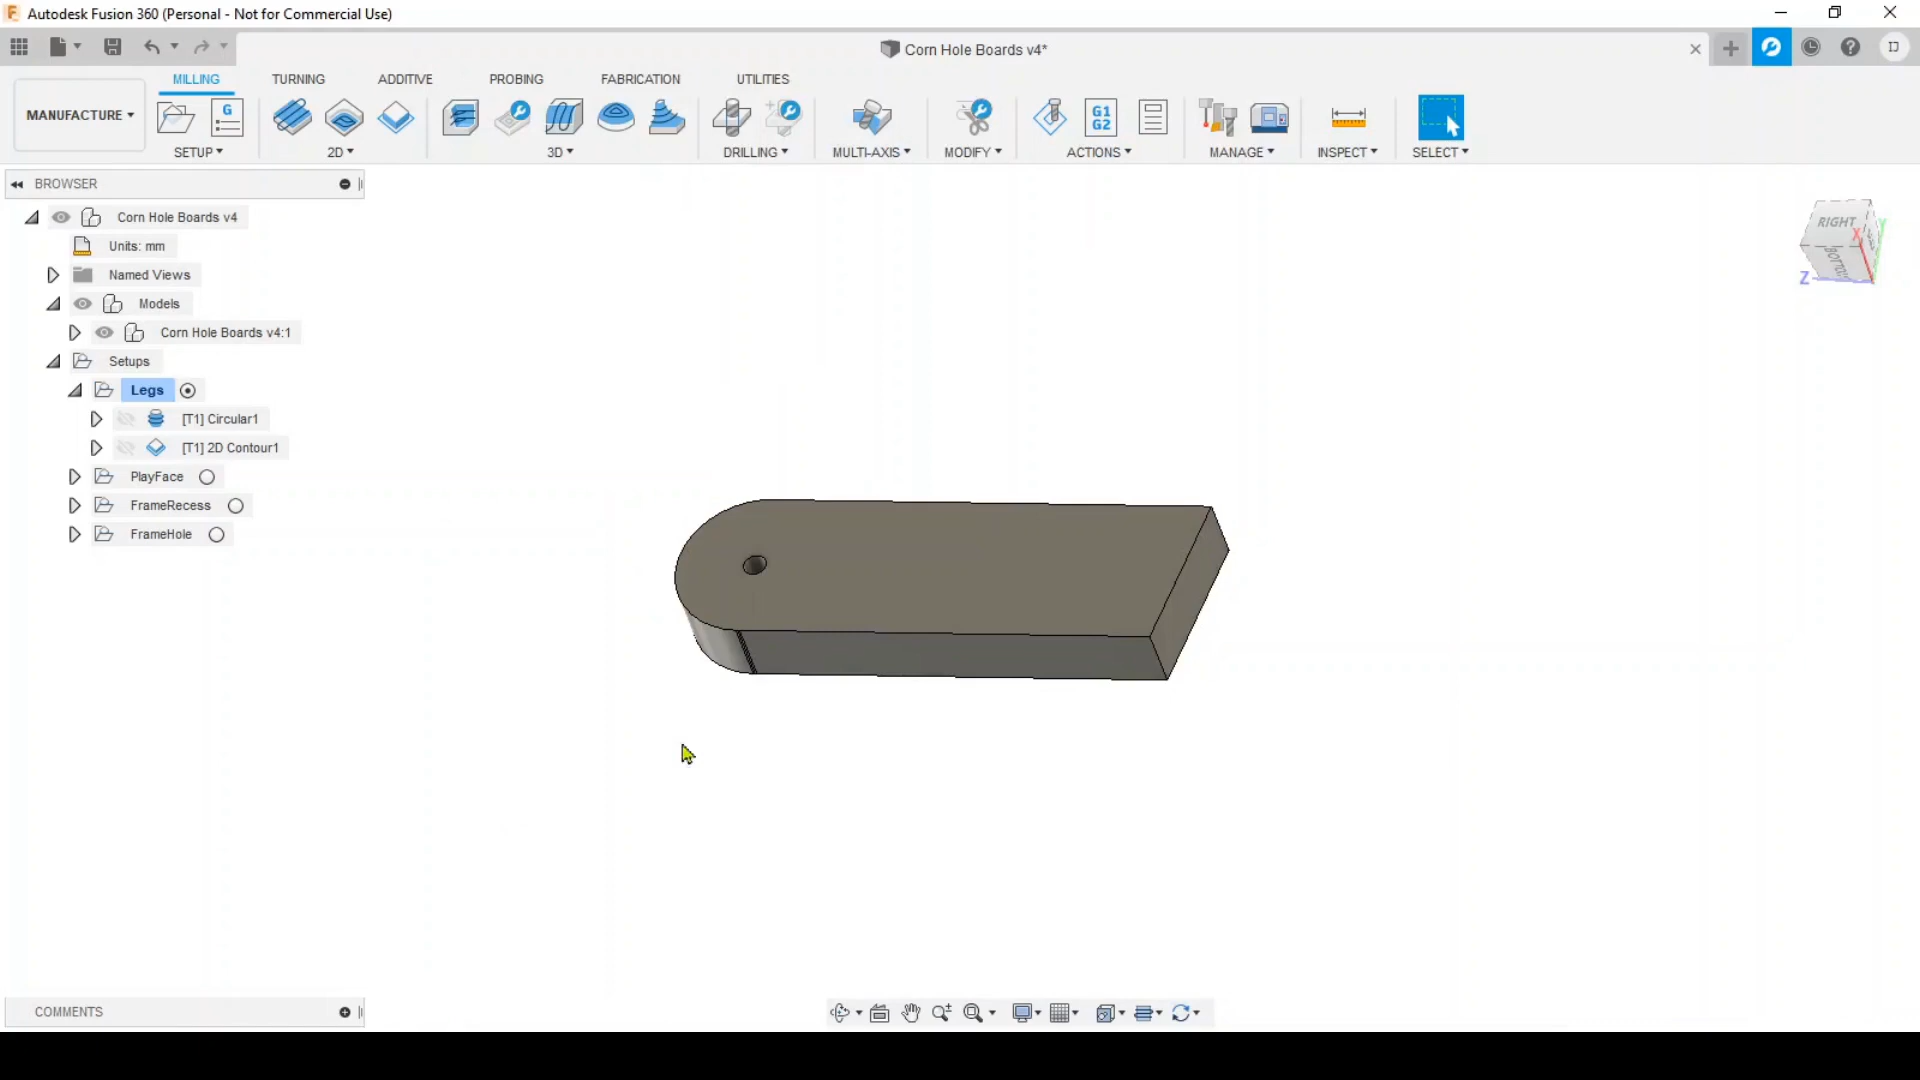 Autodesk Fusion 360 (Personal - Not for Commercial Use)
Corn Hole Boards v4*
IJ
MANUFACTURE
MILLING
TURNING
ADDITIVE
PROBING
FABRICATION
UTILITIES
G
G1
G2
SETUP
2D
3D
DRILLING
MULTI-AXIS
MODIFY
ACTIONS
MANAGE
INSPECT
SELECT
BROWSER
Corn Hole Boards v4
Units: mm
Named Views
Models
Corn Hole Boards v4:1
Setups
Legs
[T1] Circular1
[T1] 2D Contour1
PlayFace
FrameRecess
FrameHole
RIGHT
X
Y
BOTTOM
Z
COMMENTS